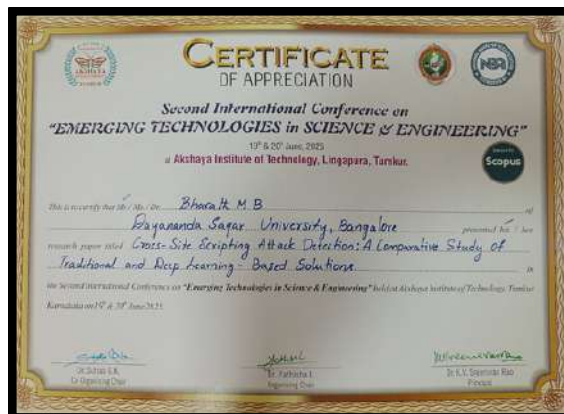 CERTIFICATE
OF APPRECIATION
Second International Conference on
"EMERGING TECHNOLOGIES in SCIENCE & ENGINEERING"
19th & 20th June, 2025
at Akshaya Institute of Technology, Lingapura, Tumkur.
Scopus
This is certify that Mr / Ms / Dr. Bharath M B of
Dayananda Sagar University, Bangalore presented his / her
research paper titled Cross-Site Scripting Attack Detection: A Comparative Study of
Traditional and Deep Learning - Based Solutions in
the Second International Conference on "Emerging Technologies in Science & Engineering" held at Akshaya Institute of Technology, Tumkur
Karnataka on 19th & 20th June 2025.
Co-Organising Chair
Organising Chair
Principal